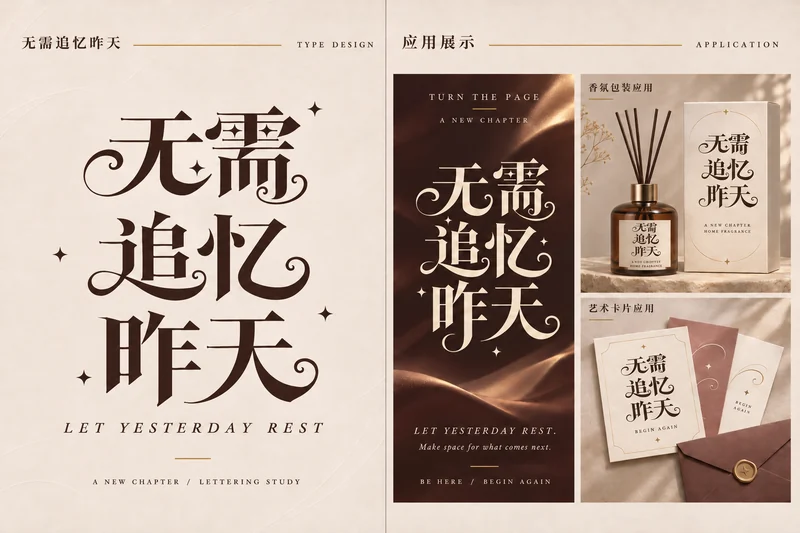 无需追忆昨天
TYPE DESIGN
无需
追忆
昨天
LET YESTERDAY REST
A NEW CHAPTER / LETTERING STUDY
应用展示
APPLICATION
TURN THE PAGE
A NEW CHAPTER
无需
追忆
昨天
LET YESTERDAY REST.
Make space for what comes next.
BE HERE / BEGIN AGAIN
香氛包装应用
无需
追忆
昨天
A NEW CHAPTER
HOME FRAGRANCE
无需
追忆
昨天
A NEW CHAPTER
HOME FRAGRANCE
艺术卡片应用
无需
追忆
昨天
BEGIN AGAIN
BEGIN
AGAIN